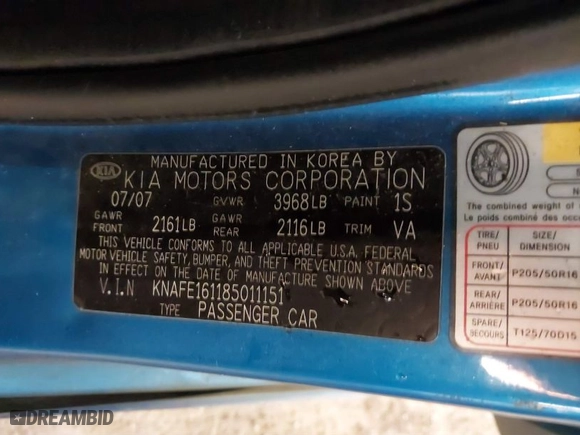 MANUFACTURED IN KOREA BY
KIA KIA MOTORS CORPORATION
07/07 GVWR 3968LB PAINT 1S
GAWR FRONT 2161LB GAWR REAR 2116LB TRIM VA
THIS VEHICLE CONFORMS TO ALL APPLICABLE U.S.A. FEDERAL
MOTOR VEHICLE SAFETY, BUMPER, AND THEFT PREVENTION STANDARDS
IN EFFECT ON THE DATE OF MANUFACTURE SHOWN ABOVE
V.I.N KNAFE161185011151
TYPE PASSENGER CAR
The combined weight of
Le poids combiné des occu
TIRE/ SIZE/
PNEU DIMENSION
FRONT/
AVANT P205/50R16
REAR/
ARRIÈRE P205/50R16
SPARE/
SECOURS T125/70D15
DREAMBID